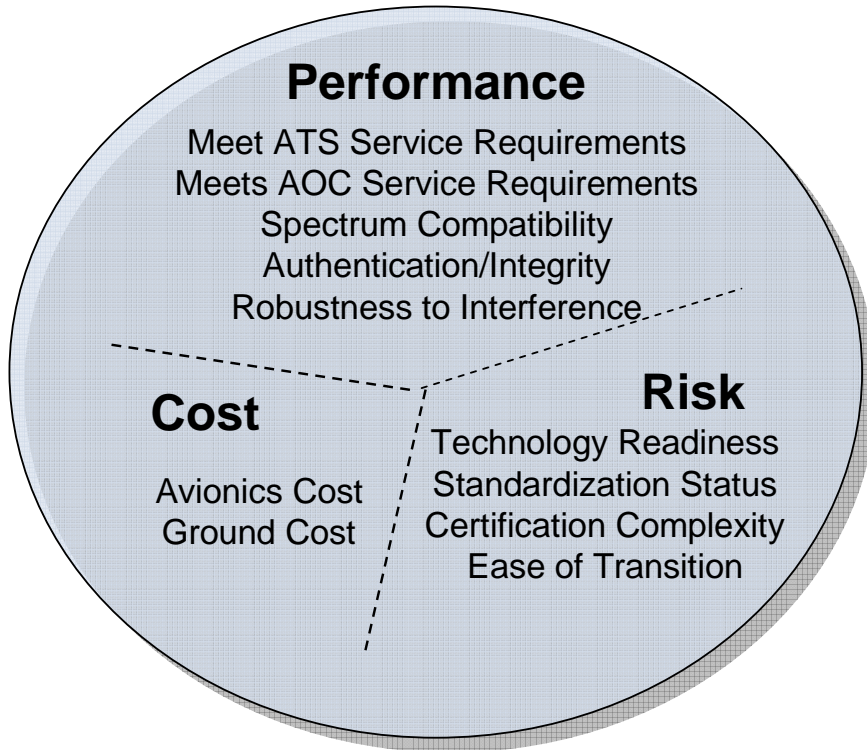 Performance
Meet ATS Service Requirements
Meets AOC Service Requirements
Spectrum Compatibility
Authentication/Integrity
Robustness to Interference
Cost
Avionics Cost
Ground Cost
Risk
Technology Readiness
Standardization Status
Certification Complexity
Ease of Transition